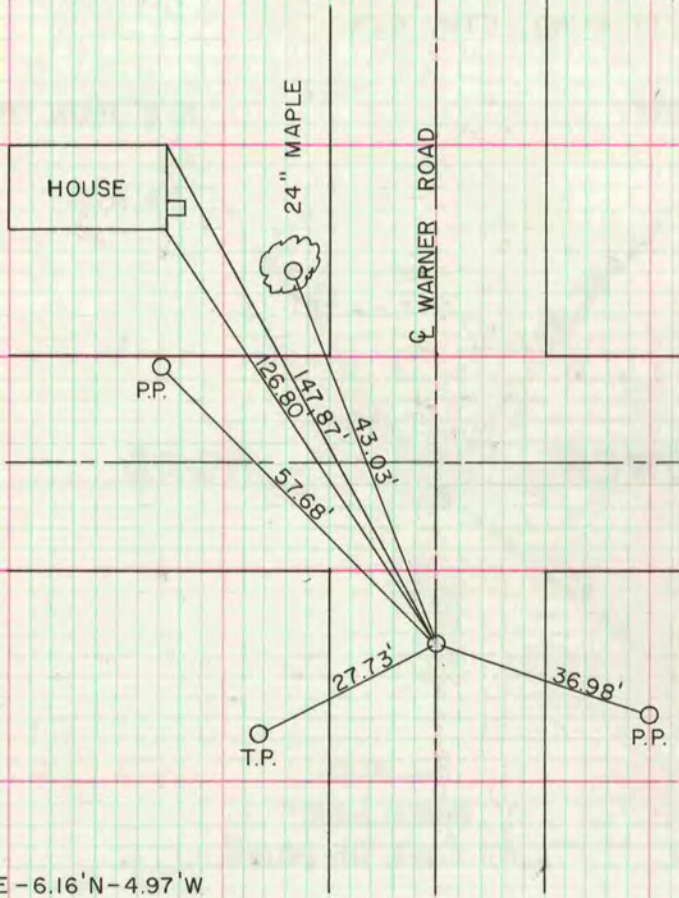 HOUSE
24" MAPLE
℄ WARNER ROAD
P.P.
126.80'
147.87'
43.03'
57.68'
27.73'
36.98'
T.P.
P.P.
E-6.16'N-4.97'W